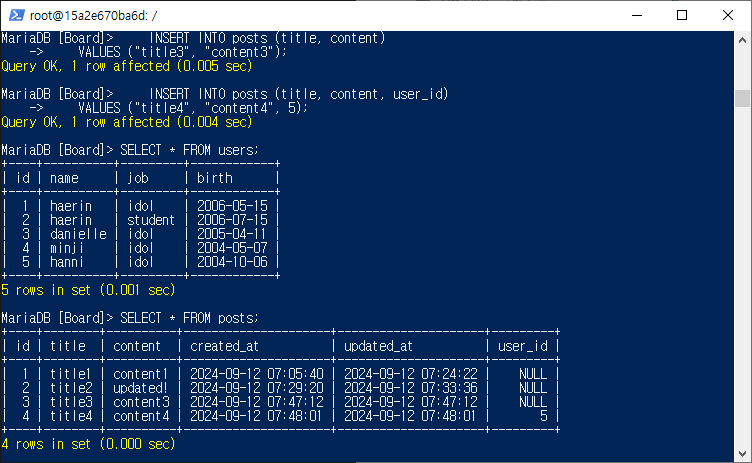 root@15a2e670ba6d: /
MariaDB [Board]>     INSERT INTO posts (title, content)
    ->     VALUES ("title3", "content3");
Query OK, 1 row affected (0.005 sec)
MariaDB [Board]>     INSERT INTO posts (title, content, user_id)
    ->     VALUES ("title4", "content4", 5);
Query OK, 1 row affected (0.004 sec)
MariaDB [Board]> SELECT * FROM users;
+----+----------+---------+------------+
| id | name     | job     | birth      |
+----+----------+---------+------------+
|  1 | haerin   | idol    | 2006-05-15 |
|  2 | haerin   | student | 2006-07-15 |
|  3 | danielle | idol    | 2005-04-11 |
|  4 | minji    | idol    | 2004-05-07 |
|  5 | hanni    | idol    | 2004-10-06 |
+----+----------+---------+------------+
5 rows in set (0.001 sec)
MariaDB [Board]> SELECT * FROM posts;
+----+--------+----------+---------------------+---------------------+---------+
| id | title  | content  | created_at          | updated_at          | user_id |
+----+--------+----------+---------------------+---------------------+---------+
|  1 | title1 | content1 | 2024-09-12 07:05:40 | 2024-09-12 07:24:22 |    NULL |
|  2 | title2 | updated! | 2024-09-12 07:29:20 | 2024-09-12 07:33:36 |    NULL |
|  3 | title3 | content3 | 2024-09-12 07:47:12 | 2024-09-12 07:47:12 |    NULL |
|  4 | title4 | content4 | 2024-09-12 07:48:01 | 2024-09-12 07:48:01 |       5 |
+----+--------+----------+---------------------+---------------------+---------+
4 rows in set (0.000 sec)